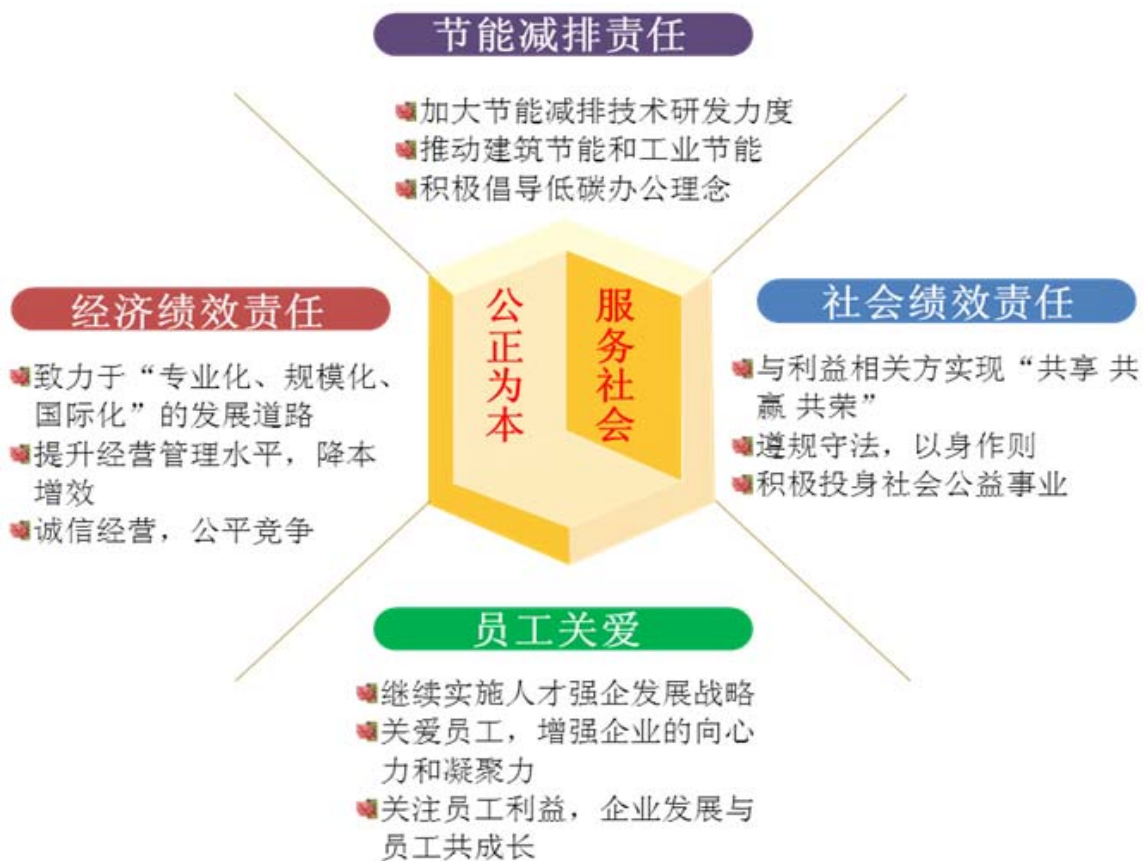 节能减排责任
加大节能减排技术研发力度
推动建筑节能和工业节能
积极倡导低碳办公理念
经济绩效责任
致力于“专业化、规模化、
国际化”的发展道路
提升经营管理水平，降本
增效
诚信经营，公平竞争
公正为本
服务社会
社会绩效责任
与利益相关方实现“共享 共
赢 共荣”
遵规守法，以身作则
积极投身社会公益事业
员工关爱
继续实施人才强企发展战略
关爱员工，增强企业的向心
力和凝聚力
关注员工利益，企业发展与
员工共成长